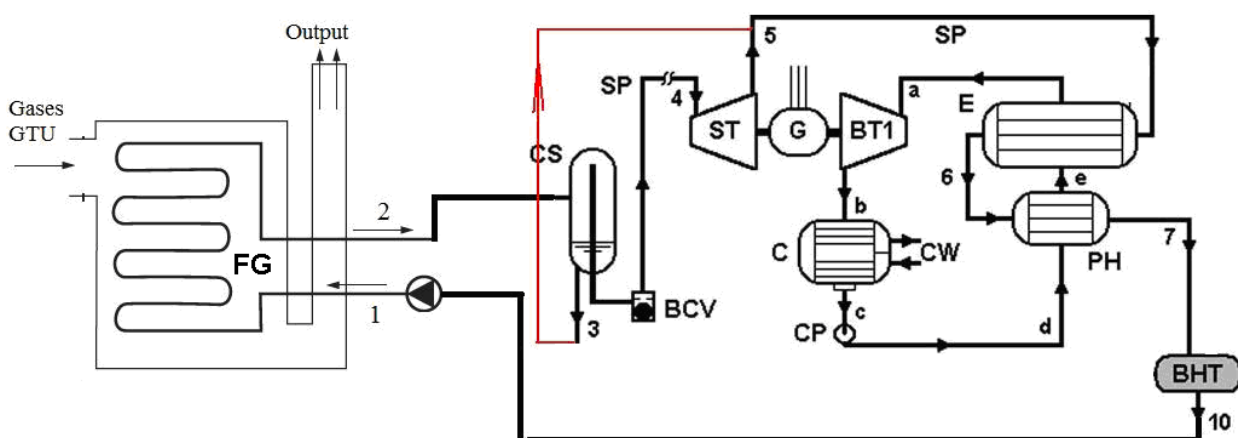 Output
Gases
GTU
FG
2
1
CS
3
BCV
SP
4
5
ST
G
BT1
SP
a
E
6
e
b
C
CW
c
CP
d
PH
7
BHT
10